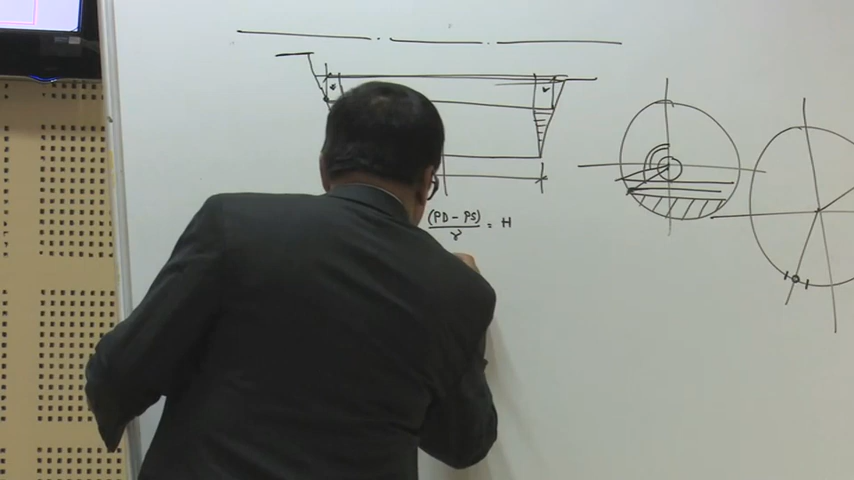 (PD - PS) / γ = H